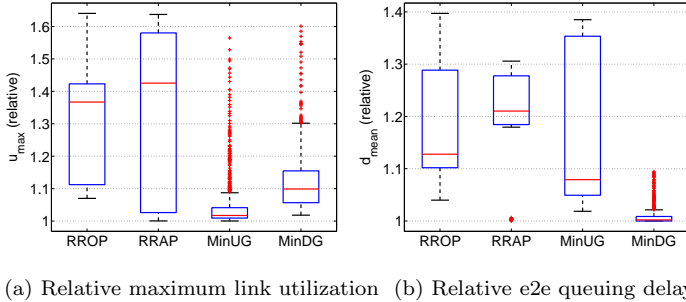 1.6
1.5
1.4
1.3
1.2
1.1
1
u_max (relative)
RROP RRAP MinUG MinDG
1.4
1.3
1.2
1.1
1
d_mean (relative)
RROP RRAP MinUG MinDG
(a) Relative maximum link utilization (b) Relative e2e queuing delay